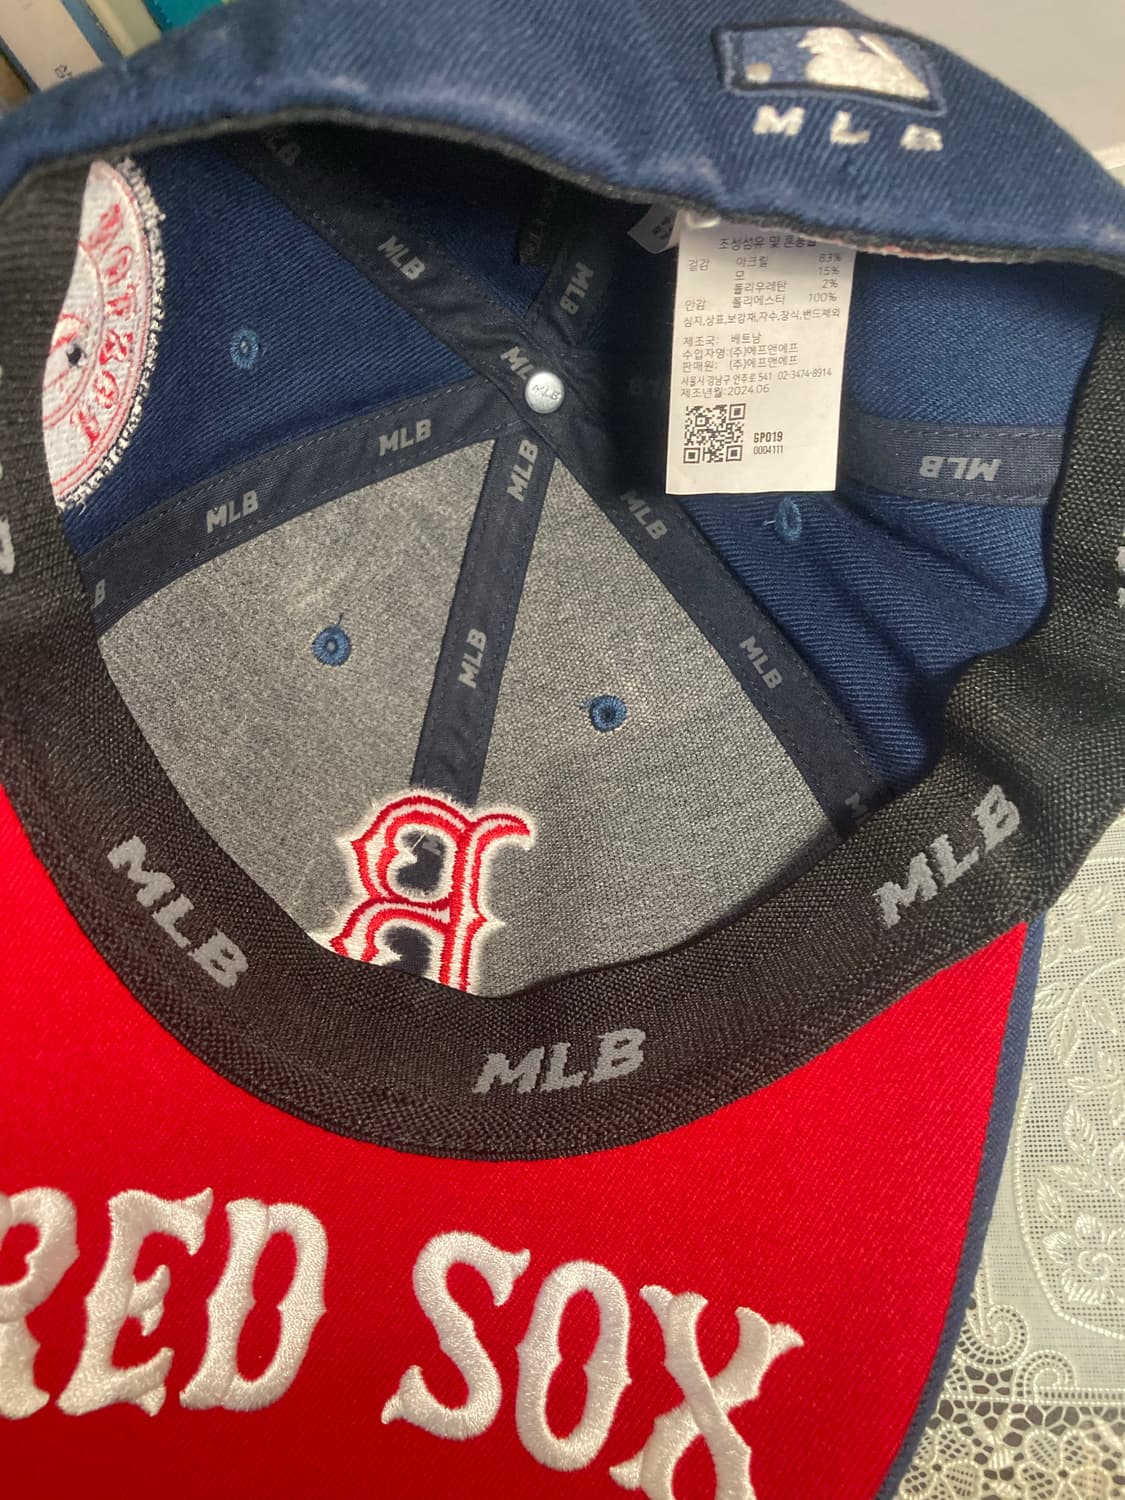 MLB
MLB
MLB
MLB
MLB
MLB
MLB
MLB
MLB
MLB
MLB
MLB
조성섬유 및 혼용율
겉감 아크릴 83%
모 15%
폴리우레탄 2%
안감 폴리에스터 100%
심지,상표,보강재,자수,장식,밴드제외
제조국: 베트남
수입자명:(주)에프앤에프
판매원: (주)에프앤에프
서울시 강남구 언주로 541 02-3474-8914
제조년월:2024.06
6P019
0004111
B
MLB
MLB
MLB
RED SOX